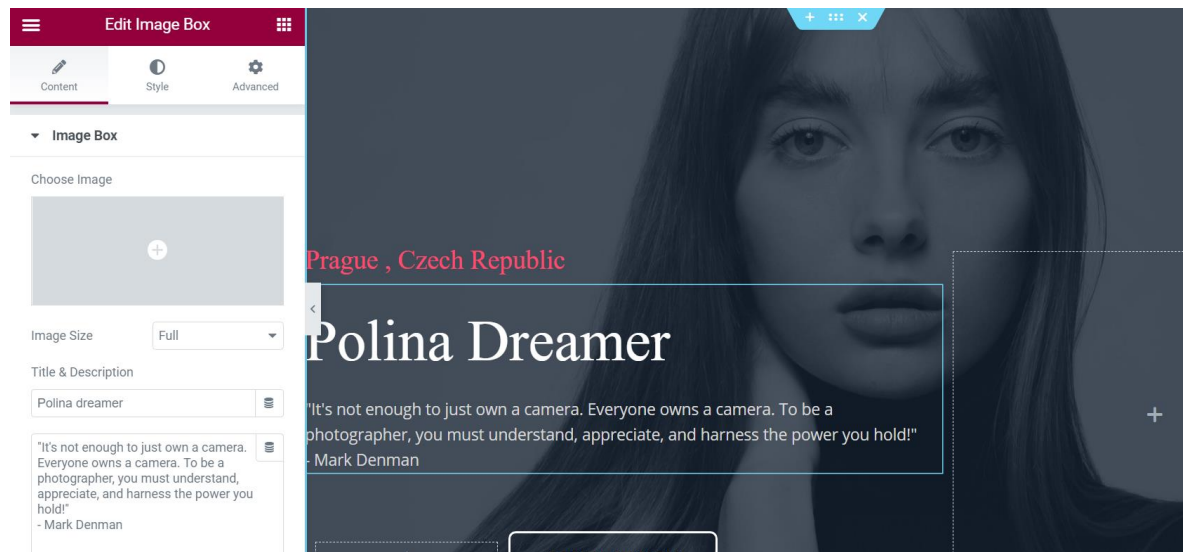 Edit Image Box
Content
Style
Advanced
Image Box
Choose Image
Image Size
Full
Title & Description
Polina dreamer
"It's not enough to just own a camera.
Everyone owns a camera. To be a
photographer, you must understand,
appreciate, and harness the power you
hold!"
- Mark Denman
Prague , Czech Republic
Polina Dreamer
"It's not enough to just own a camera. Everyone owns a camera. To be a
photographer, you must understand, appreciate, and harness the power you hold!"
- Mark Denman